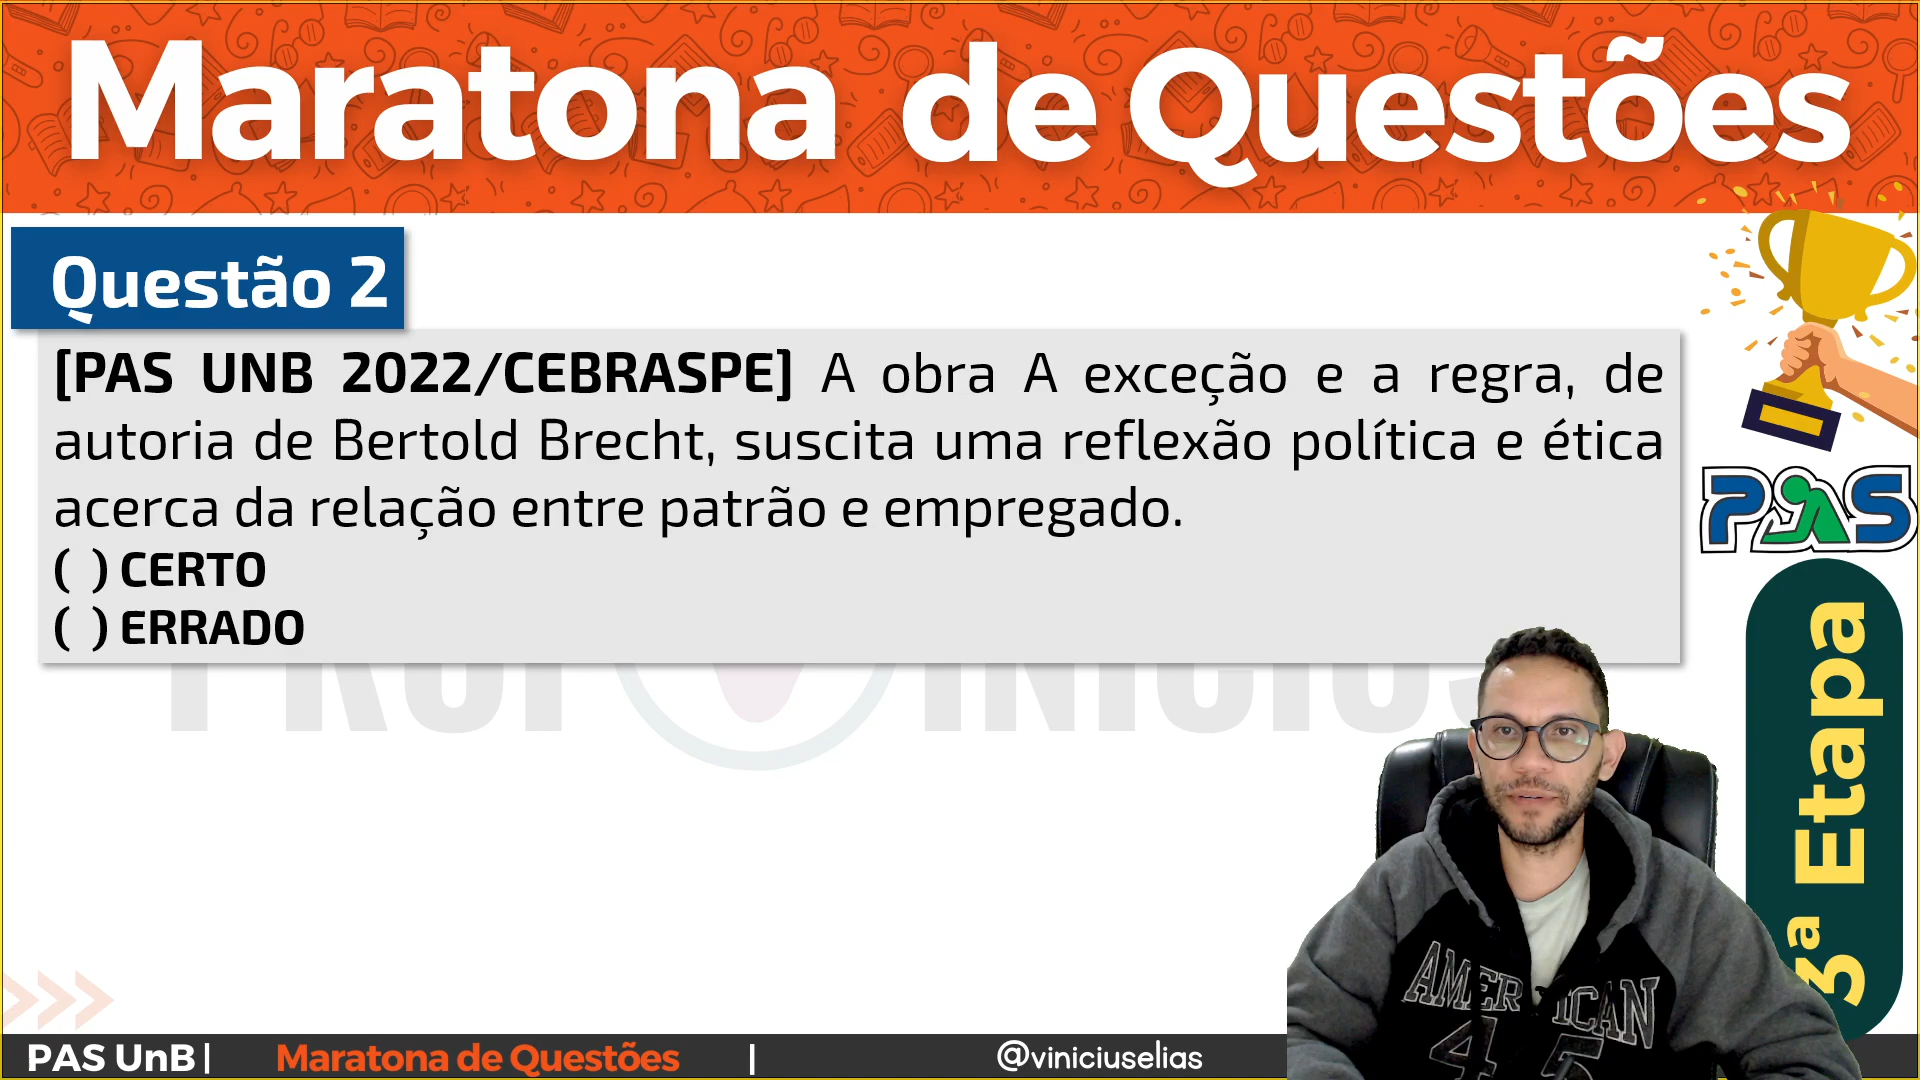 Maratona de Questões
Questão 2
[PAS UNB 2022/CEBRASPE] A obra A exceção e a regra, de
autoria de Bertold Brecht, suscita uma reflexão política e ética
acerca da relação entre patrão e empregado.
( ) CERTO
( ) ERRADO
PAS
3ª Etapa
AMERICAN
45
PAS UnB| Maratona de Questões | @viniciuselias